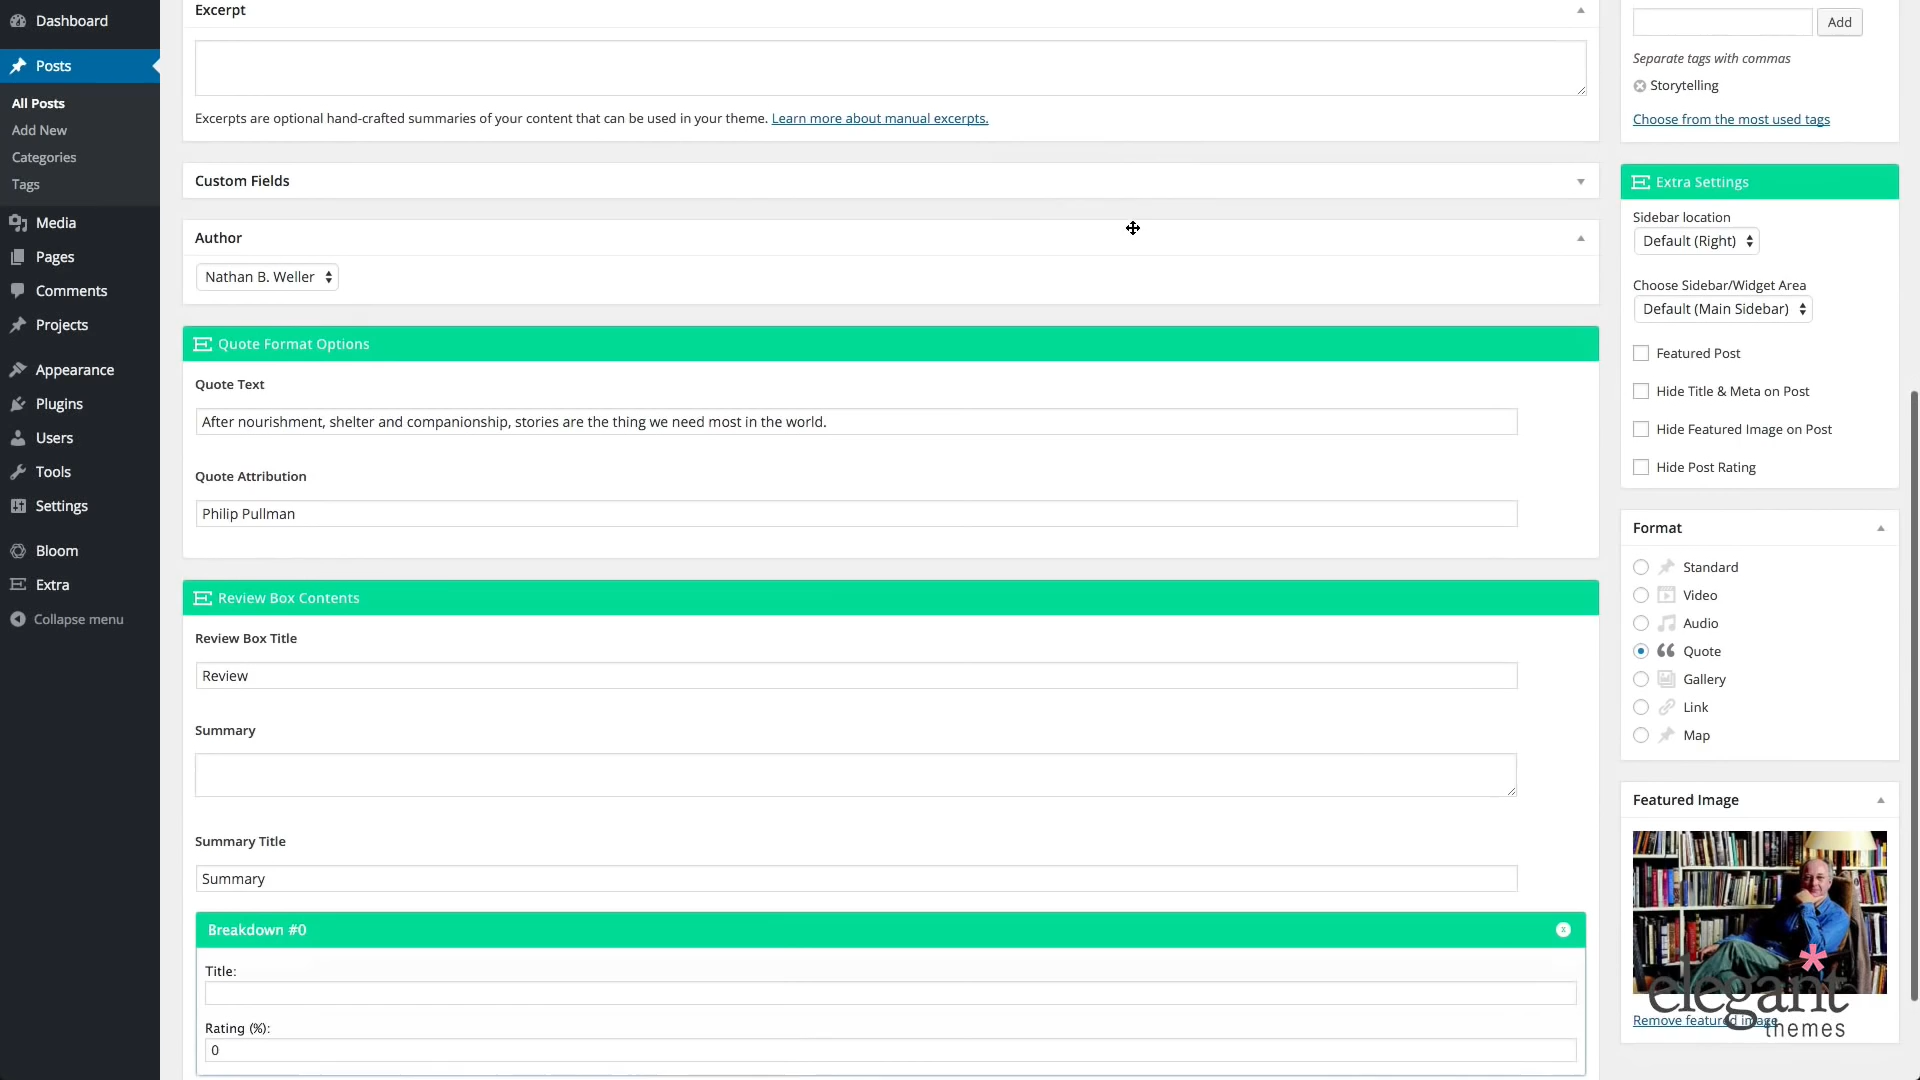 Dashboard
Posts
All Posts
Add New
Categories
Tags
Media
Pages
Comments
Projects
Appearance
Plugins
Users
Tools
Settings
Bloom
Extra
Collapse menu
Excerpt
Excerpts are optional hand-crafted summaries of your content that can be used in your theme. Learn more about manual excerpts.
Custom Fields
Author
Nathan B. Weller
Quote Format Options
Quote Text
After nourishment, shelter and companionship, stories are the thing we need most in the world.
Quote Attribution
Philip Pullman
Review Box Contents
Review Box Title
Review
Summary
Summary Title
Summary
Breakdown #0
x
Title:
Rating (%):
0
Add
Separate tags with commas
Storytelling
Choose from the most used tags
Extra Settings
Sidebar location
Default (Right)
Choose Sidebar/Widget Area
Default (Main Sidebar)
Featured Post
Hide Title & Meta on Post
Hide Featured Image on Post
Hide Post Rating
Format
Standard
Video
Audio
Quote
Gallery
Link
Map
Featured Image
elegant
themes
Remove featured image